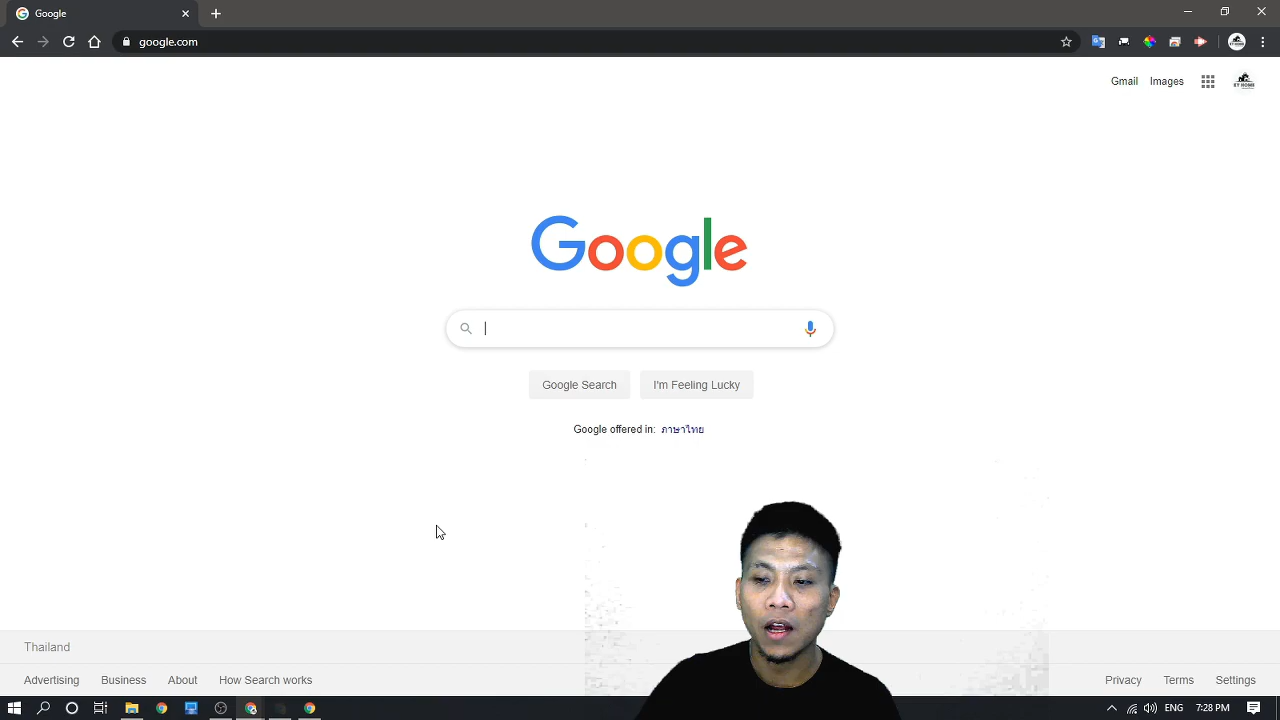 Google
google.com
Gmail Images
Google
Google Search I'm Feeling Lucky
Google offered in: ภาษาไทย
Thailand
Advertising Business About How Search works
Privacy Terms Settings
ENG 7:28 PM